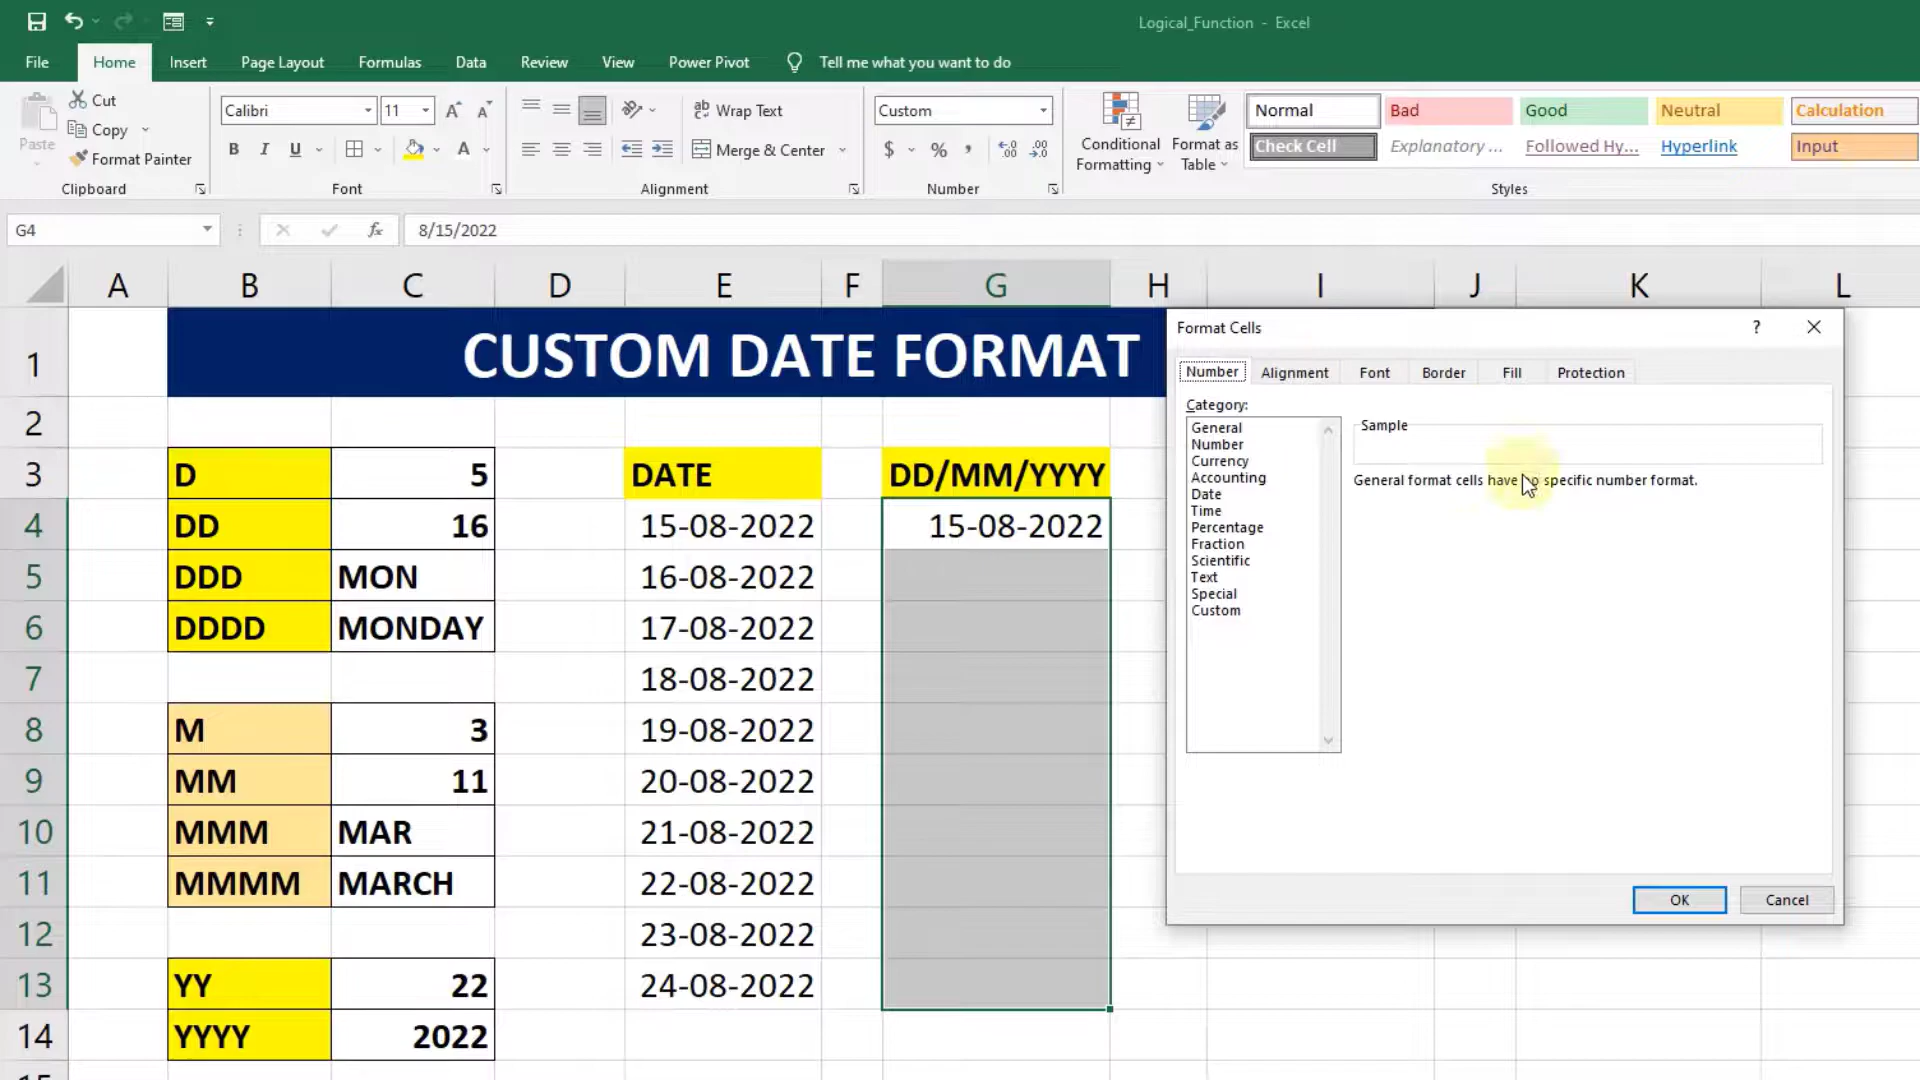 Logical_Function - Excel
File Home Insert Page Layout Formulas Data Review View Power Pivot Tell me what you want to do
Paste
Cut
Copy
Format Painter
Clipboard
Calibri 11
B I U A
Font
ab Wrap Text
Merge & Center
Alignment
Custom
$ % ,
Number
Conditional Formatting
Format as Table
Normal Bad Good Neutral Calculation
Check Cell Explanatory ... Followed Hy... Hyperlink Input
Styles
G4 fx 8/15/2022
A B C D E F G H I J K L
1 CUSTOM DATE FORMAT
2
3 D 5 DATE DD/MM/YYYY
4 DD 16 15-08-2022 15-08-2022
5 DDD MON 16-08-2022
6 DDDD MONDAY 17-08-2022
7 18-08-2022
8 M 3 19-08-2022
9 MM 11 20-08-2022
10 MMM MAR 21-08-2022
11 MMMM MARCH 22-08-2022
12 23-08-2022
13 YY 22 24-08-2022
14 YYYY 2022
15
Format Cells ?
Number Alignment Font Border Fill Protection
Category:
General
Number
Currency
Accounting
Date
Time
Percentage
Fraction
Scientific
Text
Special
Custom
Sample
General format cells have no specific number format.
OK Cancel